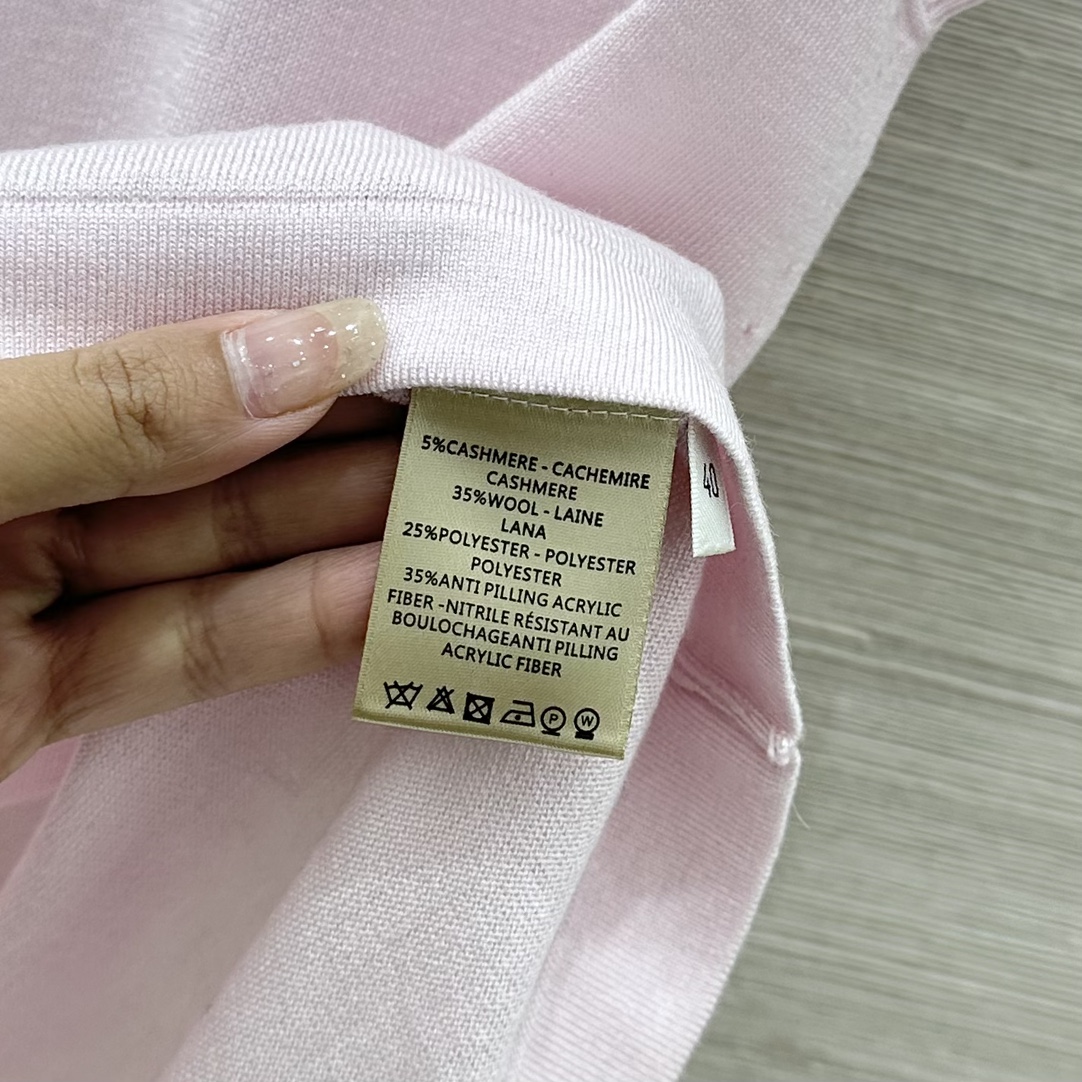 5%CASHMERE - CACHEMIRE
CASHMERE
35%WOOL - LAINE
LANA
25%POLYESTER - POLYESTER
POLYESTER
35%ANTI PILLING ACRYLIC
FIBER -NITRILE RÉSISTANT AU
BOULOCHAGEANTI PILLING
ACRYLIC FIBER
P W
40